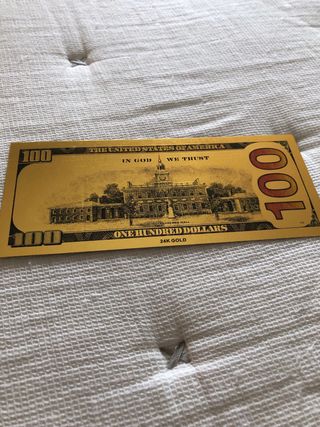 100
THE UNITED STATES OF AMERICA
IN GOD WE TRUST
100
100
ONE HUNDRED DOLLARS
24K GOLD